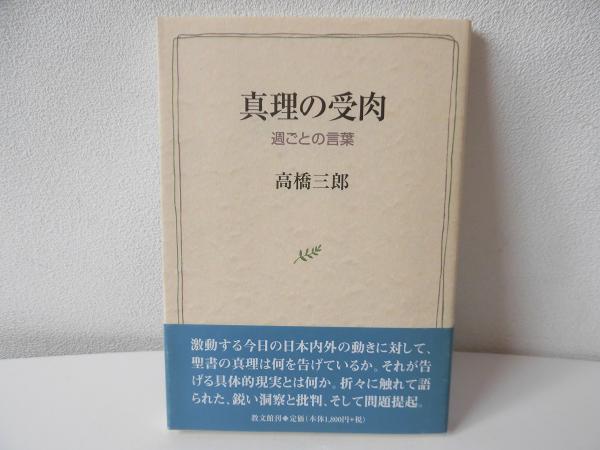 真理の受肉
週ごとの言葉
高橋三郎
激動する今日の日本内外の動きに対して、
聖書の真理は何を告げているか。それが告
げる具体的現実とは何か。折々に触れて語
られた、鋭い洞察と批判、そして問題提起。
教文館刊◆定価(本体1,800円+税)